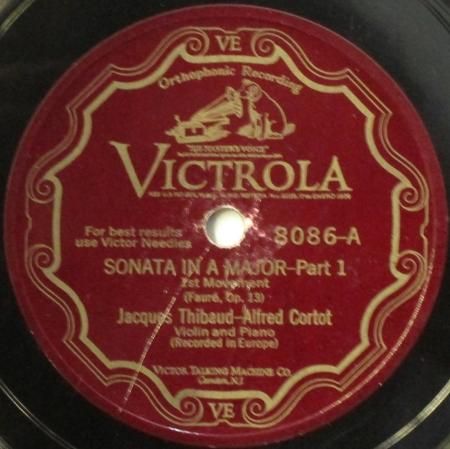 VE
Orthophonic Recording
"HIS MASTER'S VOICE"
VICTROLA
For best results
use Victor Needles
8086-A
SONATA IN A MAJOR-Part 1
1st Movement
(Fauré, Op. 13)
Jacques Thibaud-Alfred Cortot
Violin and Piano
(Recorded in Europe)
VICTOR TALKING MACHINE CO.
Camden, N.J.
VE